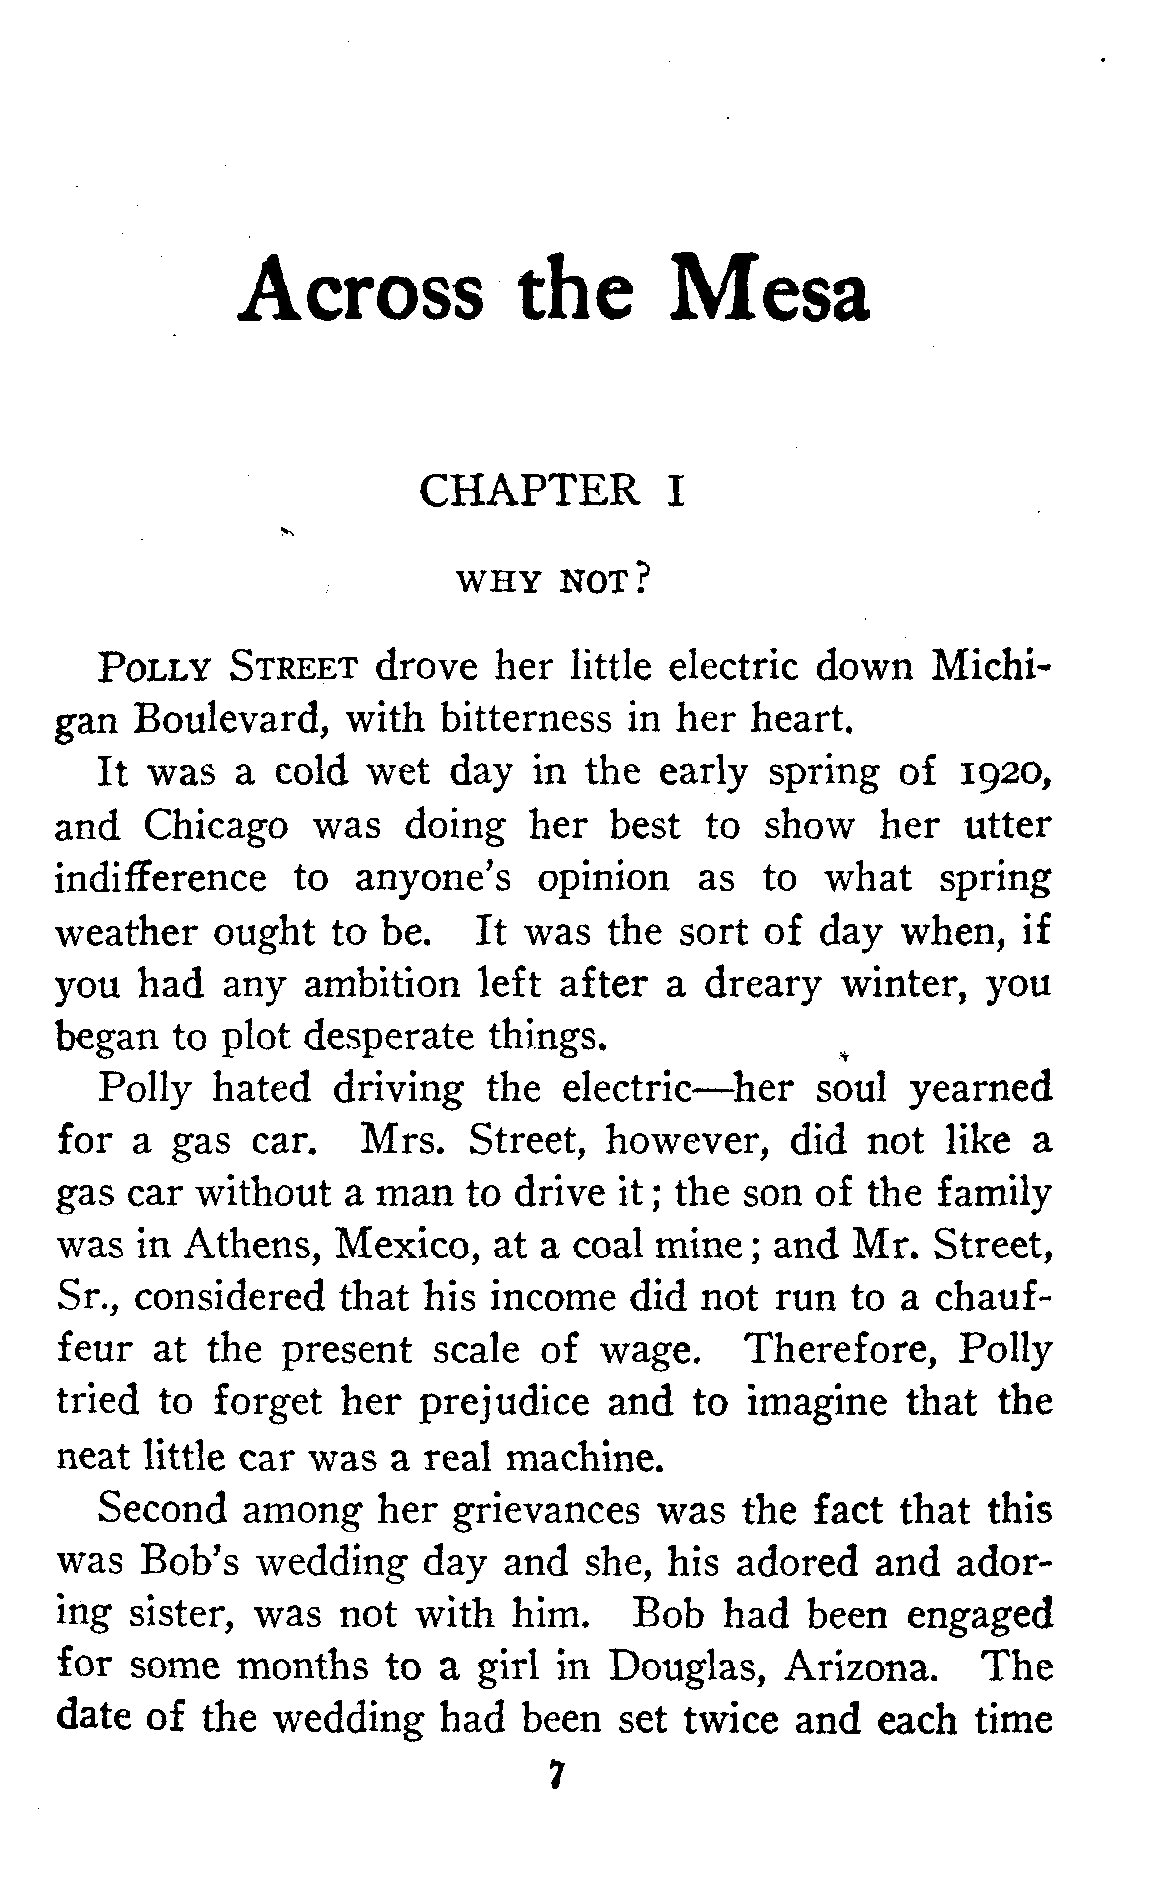 Across the Mesa
CHAPTER I
WHY NOT?
POLLY STREET drove her little electric down Michi-
gan Boulevard, with bitterness in her heart.
It was a cold wet day in the early spring of 1920,
and Chicago was doing her best to show her utter
indifference to anyone's opinion as to what spring
weather ought to be. It was the sort of day when, if
you had any ambition left after a dreary winter, you
began to plot desperate things.
Polly hated driving the electric—her soul yearned
for a gas car. Mrs. Street, however, did not like a
gas car without a man to drive it; the son of the family
was in Athens, Mexico, at a coal mine; and Mr. Street,
Sr., considered that his income did not run to a chauf-
feur at the present scale of wage. Therefore, Polly
tried to forget her prejudice and to imagine that the
neat little car was a real machine.
Second among her grievances was the fact that this
was Bob's wedding day and she, his adored and ador-
ing sister, was not with him. Bob had been engaged
for some months to a girl in Douglas, Arizona. The
date of the wedding had been set twice and each time
7